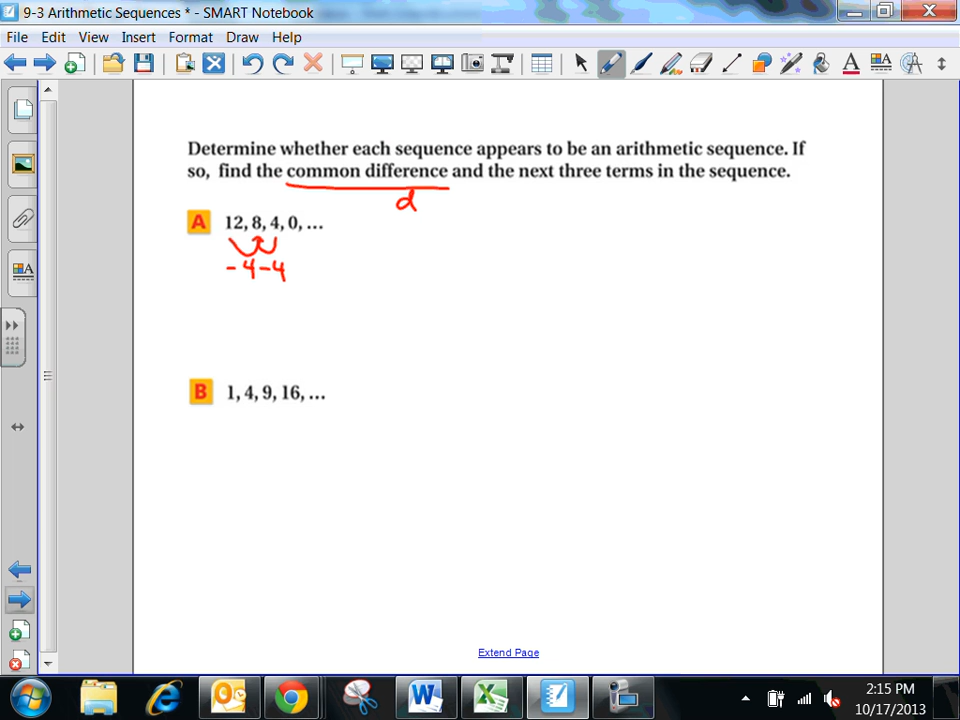 9-3 Arithmetic Sequences * - SMART Notebook
File Edit View Insert Format Draw Help
Determine whether each sequence appears to be an arithmetic sequence. If
so, find the common difference and the next three terms in the sequence.
d
A 12, 8, 4, 0, ...
-4 -4
B 1, 4, 9, 16, ...
Extend Page
2:15 PM
10/17/2013